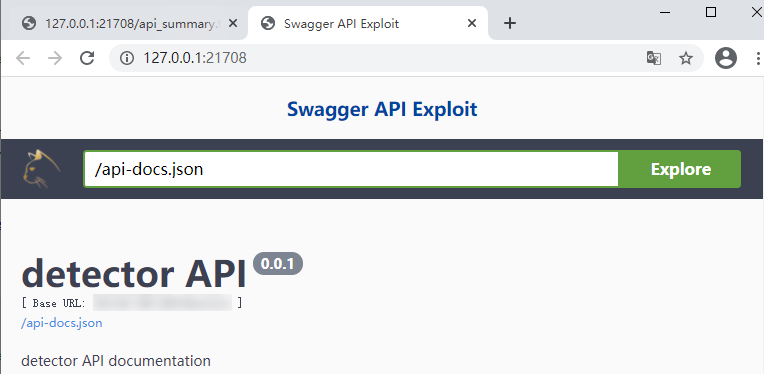 127.0.0.1:21708/api_summary.
Swagger API Exploit
127.0.0.1:21708
Swagger API Exploit
/api-docs.json
Explore
detector API 0.0.1
[ Base URL: ]
/api-docs.json
detector API documentation